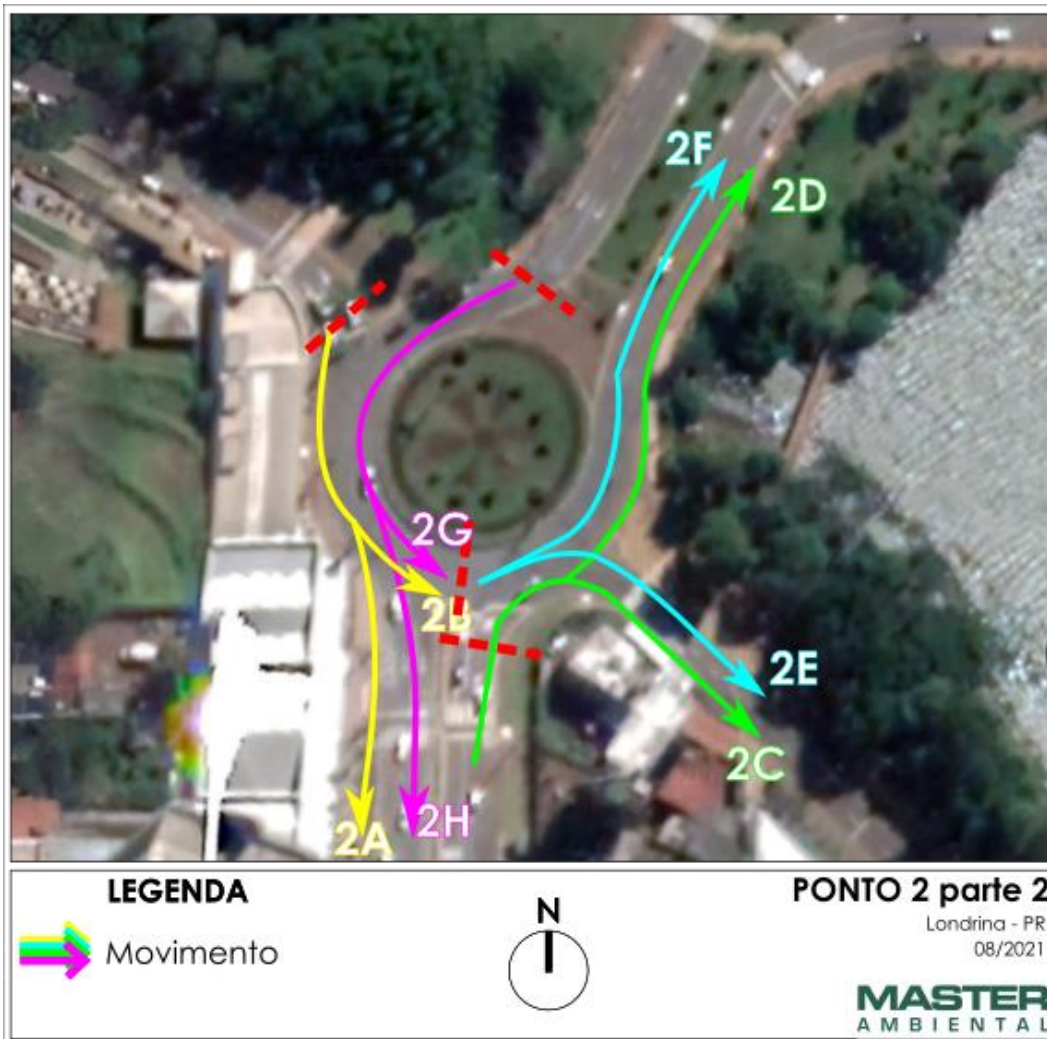 2F
2D
2G
2B
2E
2C
2H
2A
LEGENDA
Movimento
N
PONTO 2 parte 2
Londrina - PR
08/2021
MASTER
AMBIENTAL